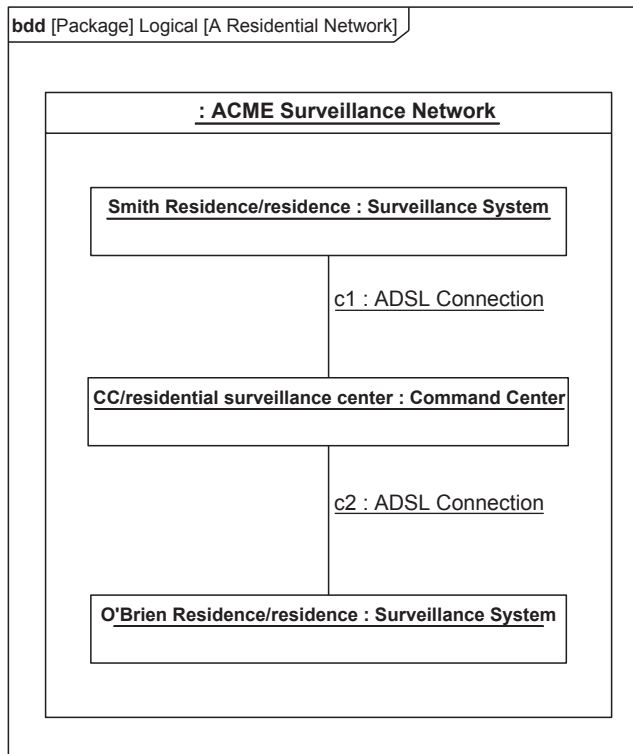 bdd [Package] Logical [A Residential Network]
: ACME Surveillance Network
Smith Residence/residence : Surveillance System
c1 : ADSL Connection
CC/residential surveillance center : Command Center
c2 : ADSL Connection
O'Brien Residence/residence : Surveillance System